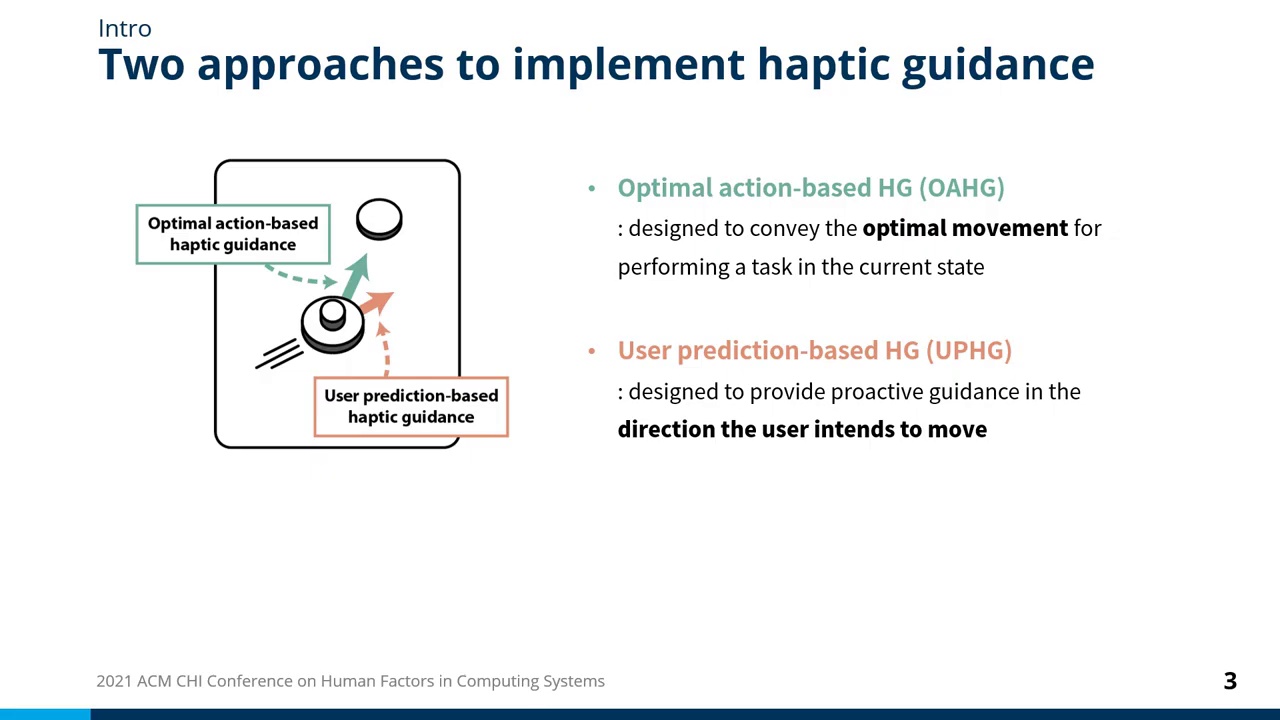 Intro
Two approaches to implement haptic guidance
Optimal action-based
haptic guidance
User prediction-based
haptic guidance
• Optimal action-based HG (OAHG)
: designed to convey the optimal movement for
performing a task in the current state
• User prediction-based HG (UPHG)
: designed to provide proactive guidance in the
direction the user intends to move
2021 ACM CHI Conference on Human Factors in Computing Systems
3